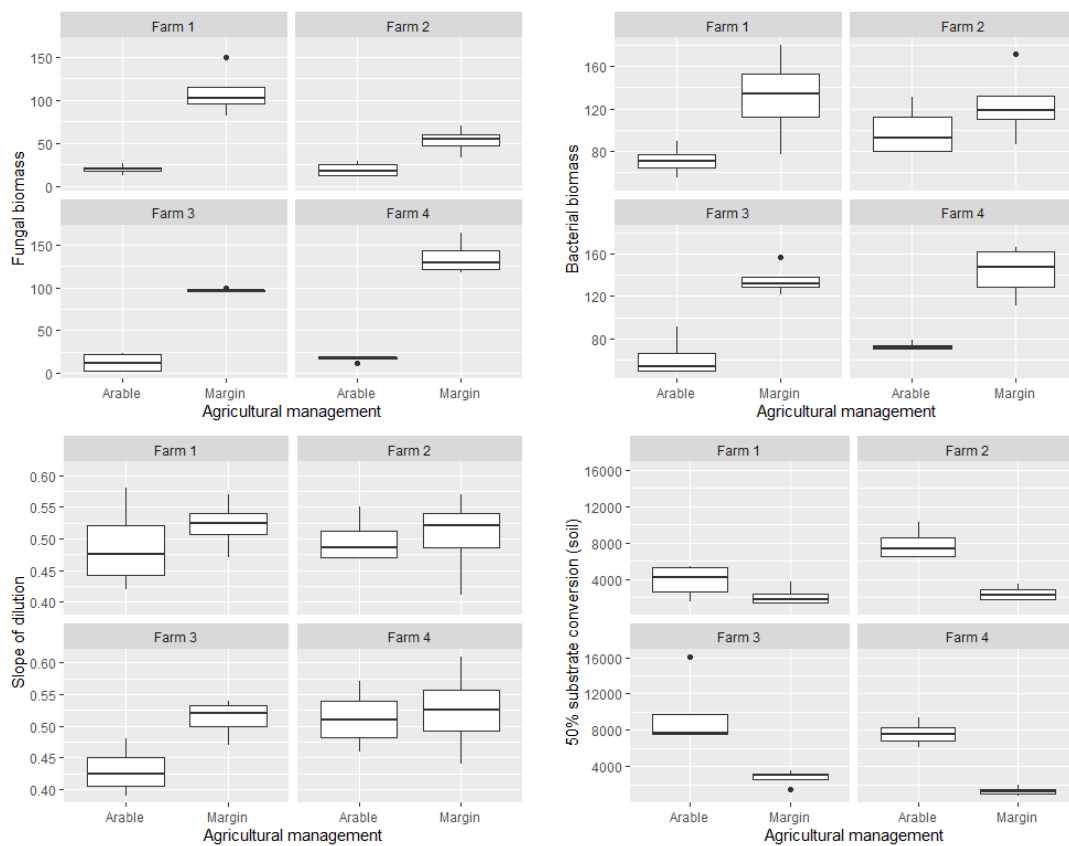 Farm 1
Farm 2
150
100
50
0
Farm 3
Farm 4
150
100
50
0
Fungal biomass
Arable
Margin
Arable
Margin
Agricultural management
Farm 1
Farm 2
160
120
80
Farm 3
Farm 4
160
120
80
Bacterial biomass
Arable
Margin
Arable
Margin
Agricultural management
Farm 1
Farm 2
0.60
0.55
0.50
0.45
0.40
Farm 3
Farm 4
0.60
0.55
0.50
0.45
0.40
Slope of dilution
Arable
Margin
Arable
Margin
Agricultural management
Farm 1
Farm 2
16000
12000
8000
4000
Farm 3
Farm 4
16000
12000
8000
4000
50% substrate conversion (soil)
Arable
Margin
Arable
Margin
Agricultural management